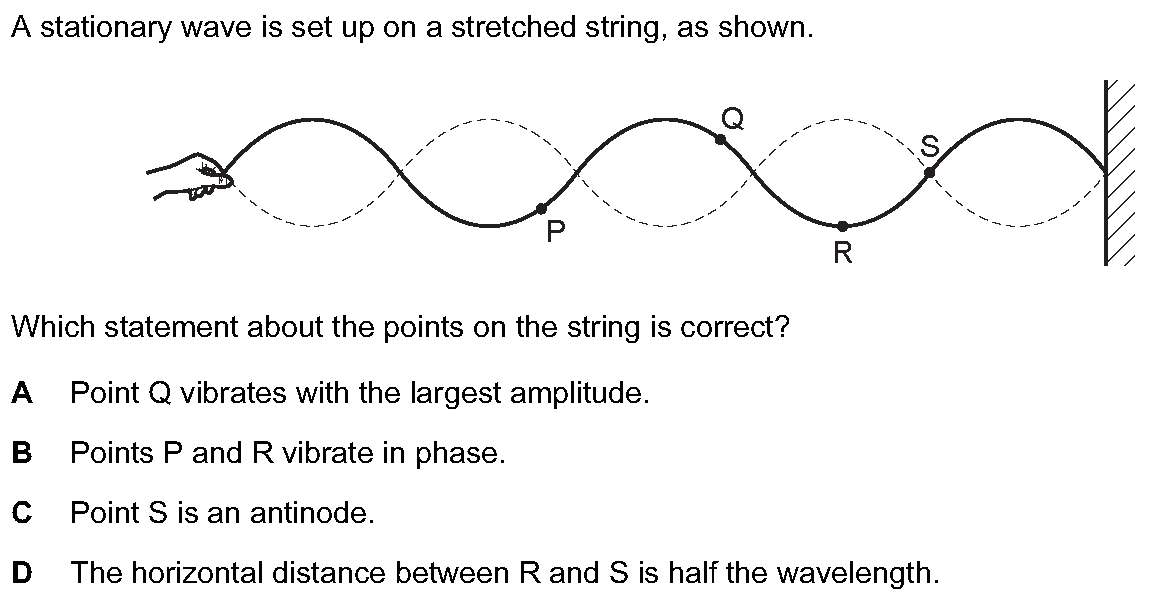 A stationary wave is set up on a stretched string, as shown.
Q
S
P
R
Which statement about the points on the string is correct?
A Point Q vibrates with the largest amplitude.
B Points P and R vibrate in phase.
C Point S is an antinode.
D The horizontal distance between R and S is half the wavelength.